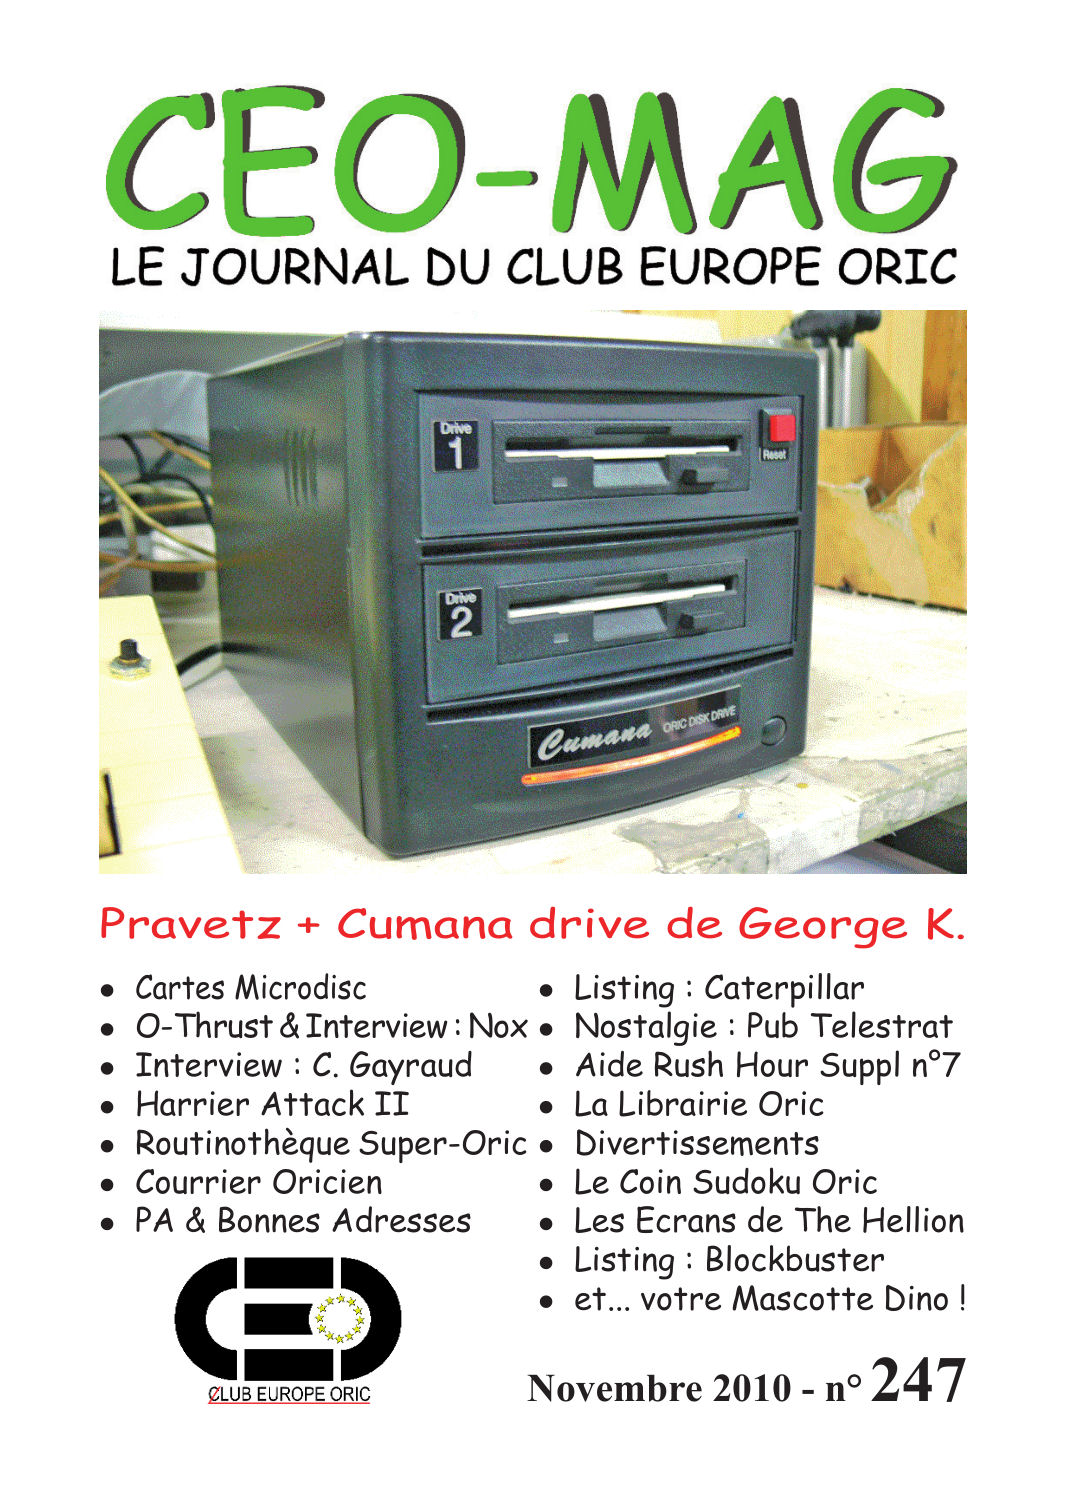 CEO-MAG
LE JOURNAL DU CLUB EUROPE ORIC
Drive
1
Reset
Drive
2
Cumana ORIC DISK DRIVE
Pravetz + Cumana drive de George K.
● Cartes Microdisc
● O-Thrust & Interview : Nox
● Interview : C. Gayraud
● Harrier Attack II
● Routinothèque Super-Oric
● Courrier Oricien
● PA & Bonnes Adresses
● Listing : Caterpillar
● Nostalgie : Pub Telestrat
● Aide Rush Hour Suppl n°7
● La Librairie Oric
● Divertissements
● Le Coin Sudoku Oric
● Les Ecrans de The Hellion
● Listing : Blockbuster
● et... votre Mascotte Dino !
CEO
CLUB EUROPE ORIC
Novembre 2010 - n° 247